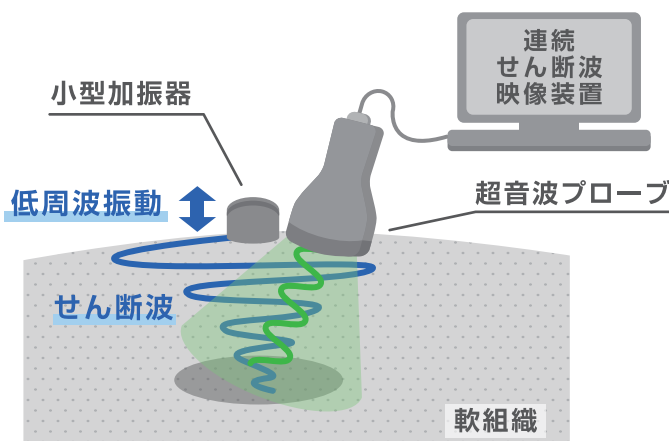 連続
せん断波
映像装置
小型加振器
超音波プローブ
低周波振動
せん断波
軟組織